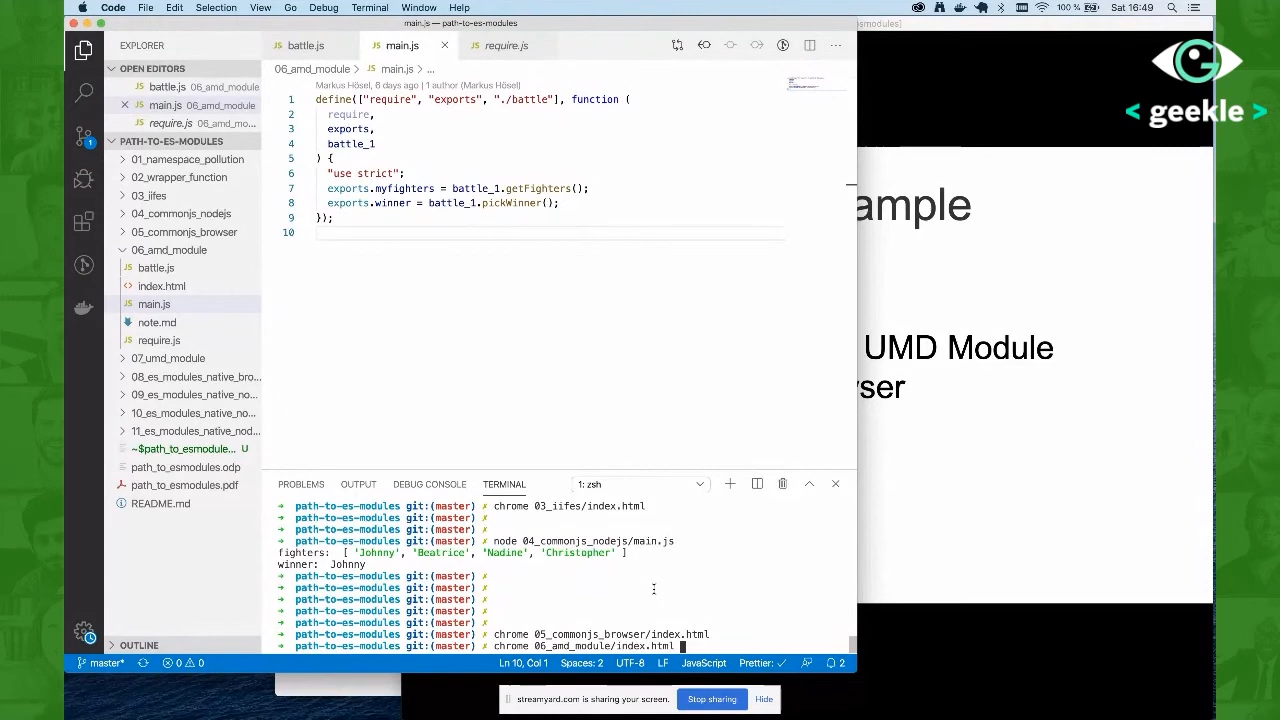 Code File Edit Selection View Go Debug Terminal Window Help
100 % Sat 16:49
main.js — path-to-es-modules
smodules]
EXPLORER
OPEN EDITORS
battle.js 06_amd_module
main.js 06_amd_module
require.js 06_amd_mo...
PATH-TO-ES-MODULES
01_namespace_pollution
02_wrapper_function
03_iifes
04_commonjs_nodejs
05_commonjs_browser
06_amd_module
battle.js
index.html
main.js
note.md
require.js
07_umd_module
08_es_modules_native_bro...
09_es_modules_native_no...
10_es_modules_native_no...
11_es_modules_native_nod...
~$path_to_esmodule... U
path_to_esmodules.odp
path_to_esmodules.pdf
README.md
OUTLINE
battle.js
main.js
require.js
06_amd_module > main.js > ...
Markus Hösel, 6 days ago | 1 author (Markus Hösel)
1 define(["require", "exports", "./battle"], function (
2 require,
3 exports,
4 battle_1
5 ) {
6 "use strict";
7 exports.myfighters = battle_1.getFighters();
8 exports.winner = battle_1.pickWinner();
9 });
10
PROBLEMS OUTPUT DEBUG CONSOLE TERMINAL 1: zsh
➜ path-to-es-modules git:(master) ✗ chrome 03_iifes/index.html
➜ path-to-es-modules git:(master) ✗
➜ path-to-es-modules git:(master) ✗
➜ path-to-es-modules git:(master) ✗ node 04_commonjs_nodejs/main.js
fighters: [ 'Johnny', 'Beatrice', 'Nadine', 'Christopher' ]
winner: Johnny
➜ path-to-es-modules git:(master) ✗
➜ path-to-es-modules git:(master) ✗
➜ path-to-es-modules git:(master) ✗
➜ path-to-es-modules git:(master) ✗
➜ path-to-es-modules git:(master) ✗
➜ path-to-es-modules git:(master) ✗ chrome 05_commonjs_browser/index.html
➜ path-to-es-modules git:(master) ✗ chrome 06_amd_module/index.html
master* 0 0 Ln 10, Col 1 Spaces: 2 UTF-8 LF JavaScript Prettier: ✓ 2
G
< geekle >
ample
UMD Module
ser
streamyard.com is sharing your screen. Stop sharing Hide